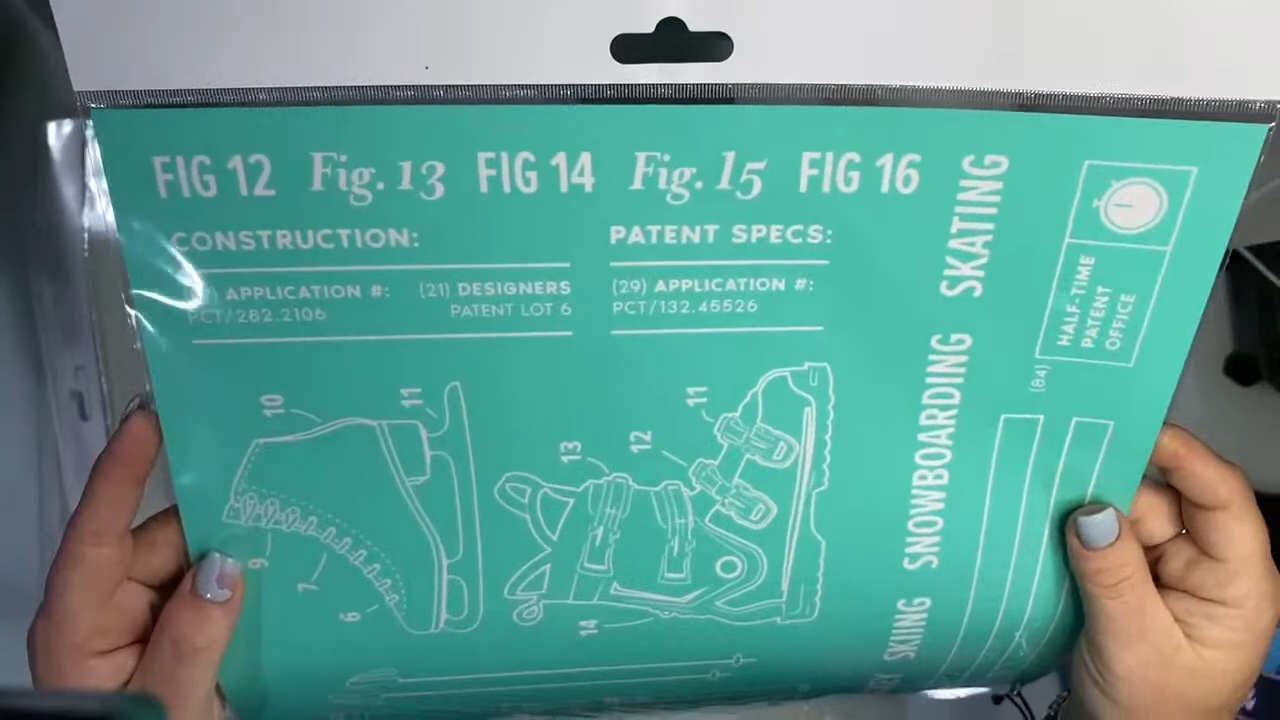 FIG 12 Fig. 13 FIG 14 Fig. 15 FIG 16
CONSTRUCTION:
APPLICATION #:
PCT/282.2106
(21) DESIGNERS
PATENT LOT 6
PATENT SPECS:
(29) APPLICATION #:
PCT/132.45526
SKIING SNOWBOARDING SKATING
HALF-TIME
PATENT
OFFICE
(84)
10
11
9
7
6
13
12
11
14